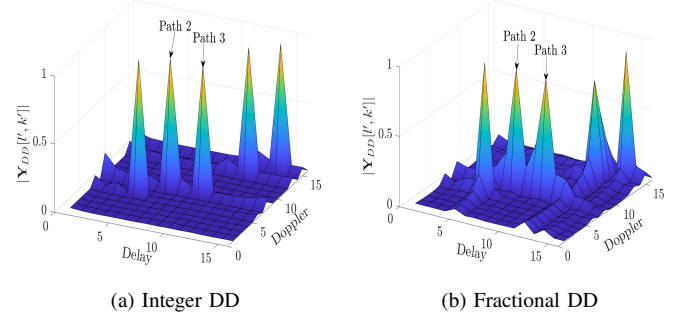 Path 2
Path 3
1
0.5
0
|Y_{DD}[l′, k′]|
0
5
10
15
Delay
0
5
10
15
Doppler
(a) Integer DD
Path 2
Path 3
1
0.5
0
|Y_{DD}[l′, k′]|
0
5
10
15
Delay
0
5
10
15
Doppler
(b) Fractional DD